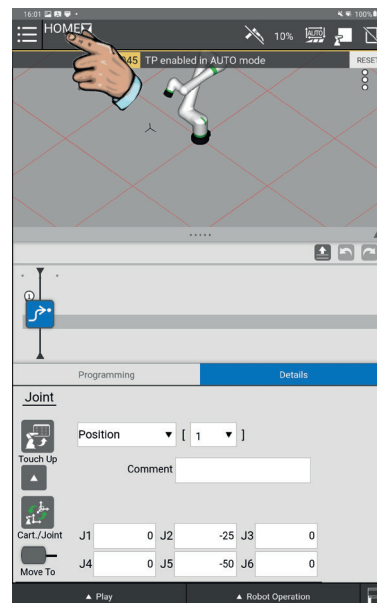 16:01
100%
HOME
10%
AUTO
045 TP enabled in AUTO mode
RESET
1
Programming
Details
Joint
Position
[ 1 ]
Touch Up
Comment
Cart./Joint
J1 0 J2 -25 J3 0
Move To
J4 0 J5 -50 J6 0
▲ Play
▲ Robot Operation